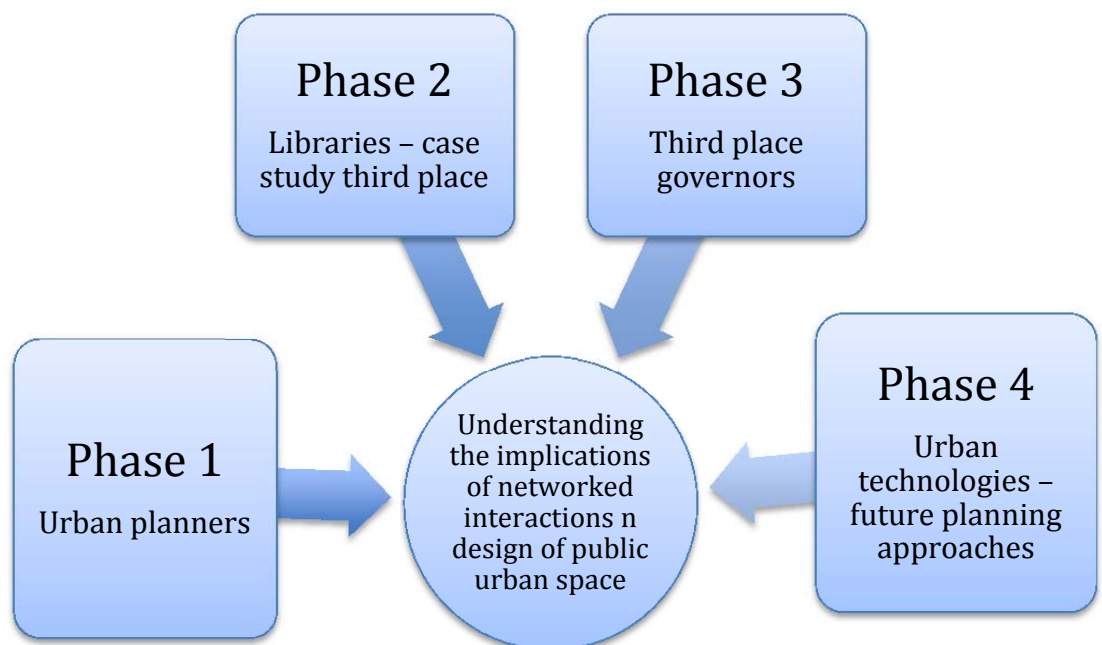 Phase 2
Libraries – case
study third place
Phase 3
Third place
governors
Phase 1
Urban planners
Understanding
the implications
of networked
interactions n
design of public
urban space
Phase 4
Urban
technologies –
future planning
approaches